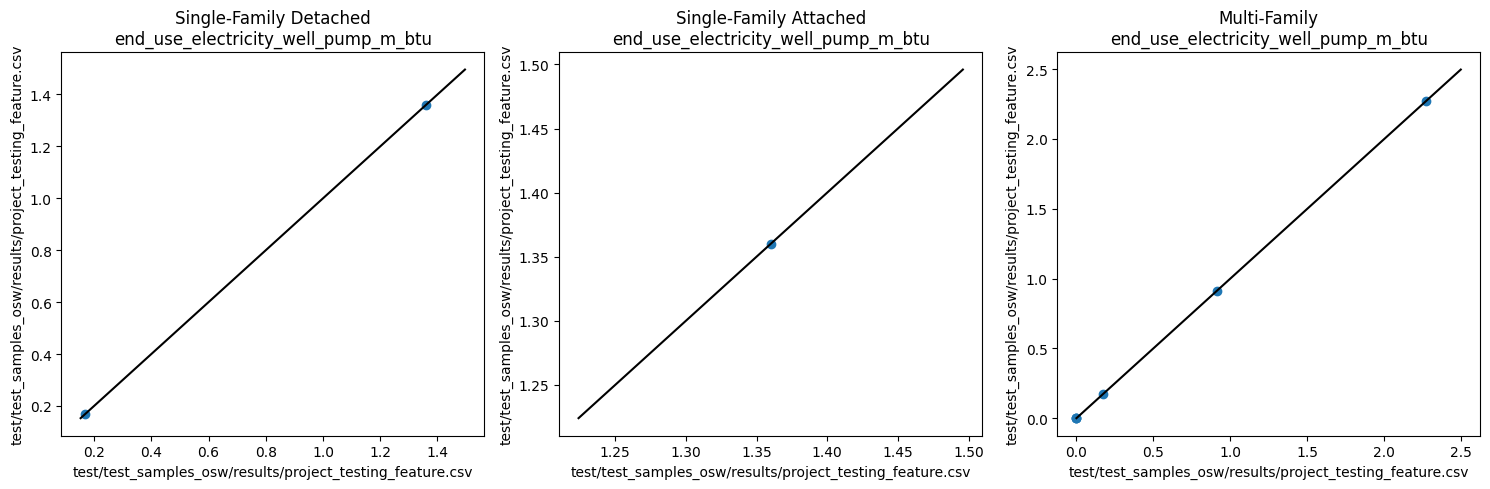 Single-Family Detached
end_use_electricity_well_pump_m_btu
test/test_samples_osw/results/project_testing_feature.csv
1.4
1.2
1.0
0.8
0.6
0.4
0.2
0.2 0.4 0.6 0.8 1.0 1.2 1.4
test/test_samples_osw/results/project_testing_feature.csv
Single-Family Attached
end_use_electricity_well_pump_m_btu
test/test_samples_osw/results/project_testing_feature.csv
1.50
1.45
1.40
1.35
1.30
1.25
1.25 1.30 1.35 1.40 1.45 1.50
test/test_samples_osw/results/project_testing_feature.csv
Multi-Family
end_use_electricity_well_pump_m_btu
test/test_samples_osw/results/project_testing_feature.csv
2.5
2.0
1.5
1.0
0.5
0.0
0.0 0.5 1.0 1.5 2.0 2.5
test/test_samples_osw/results/project_testing_feature.csv